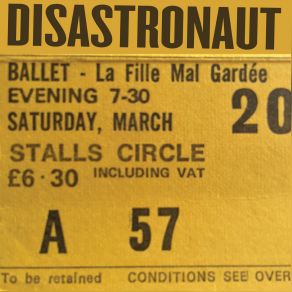 DISASTRONAUT
BALLET - La Fille Mal Gardée
EVENING 7-30
SATURDAY, MARCH 20
STALLS CIRCLE
£6·30 INCLUDING VAT
A 57
To be retained CONDITIONS SEE OVER